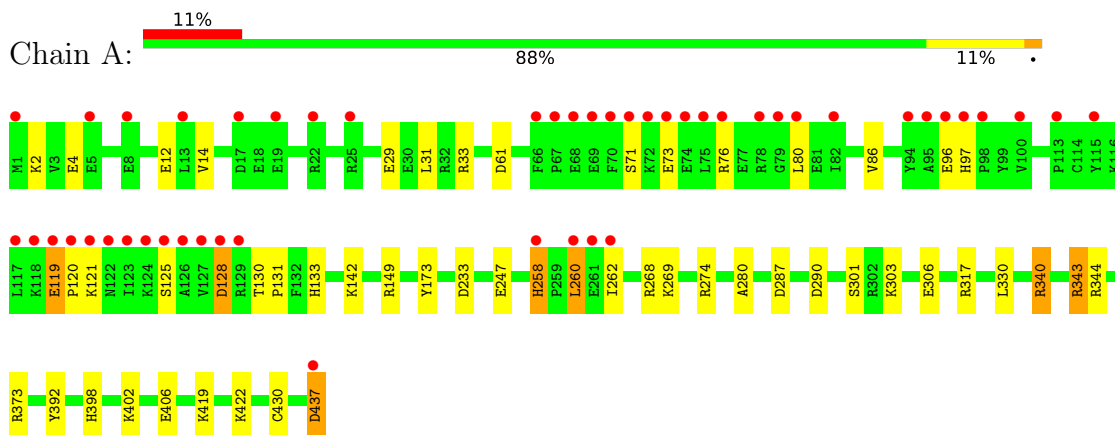 11%
Chain A:
88%
11%
•
M1 K2 V3 E4 E5 E8 E12 L13 V14 D17 E18 E19 R22 R25 E29 E30 L31 R32 R33 D61 F66 P67 E68 E69 F70 S71 K72 E73 E74 L75 R76 E77 R78 G79 L80 E81 I82 V86 Y94 A95 E96 H97 P98 Y99 V100 P113 C114 Y115 K116
L117 K118 E119 P120 K121 N122 I123 K124 S125 A126 V127 D128 R129 T130 P131 F132 H133 K142 R149 Y173 D233 E247 H258 P259 L260 E261 I262 R268 K269 R274 A280 D287 D290 S301 R302 K303 E306 R317 L330 R340 R343 R344
R373 Y392 H398 K402 E406 K419 K422 C430 D437